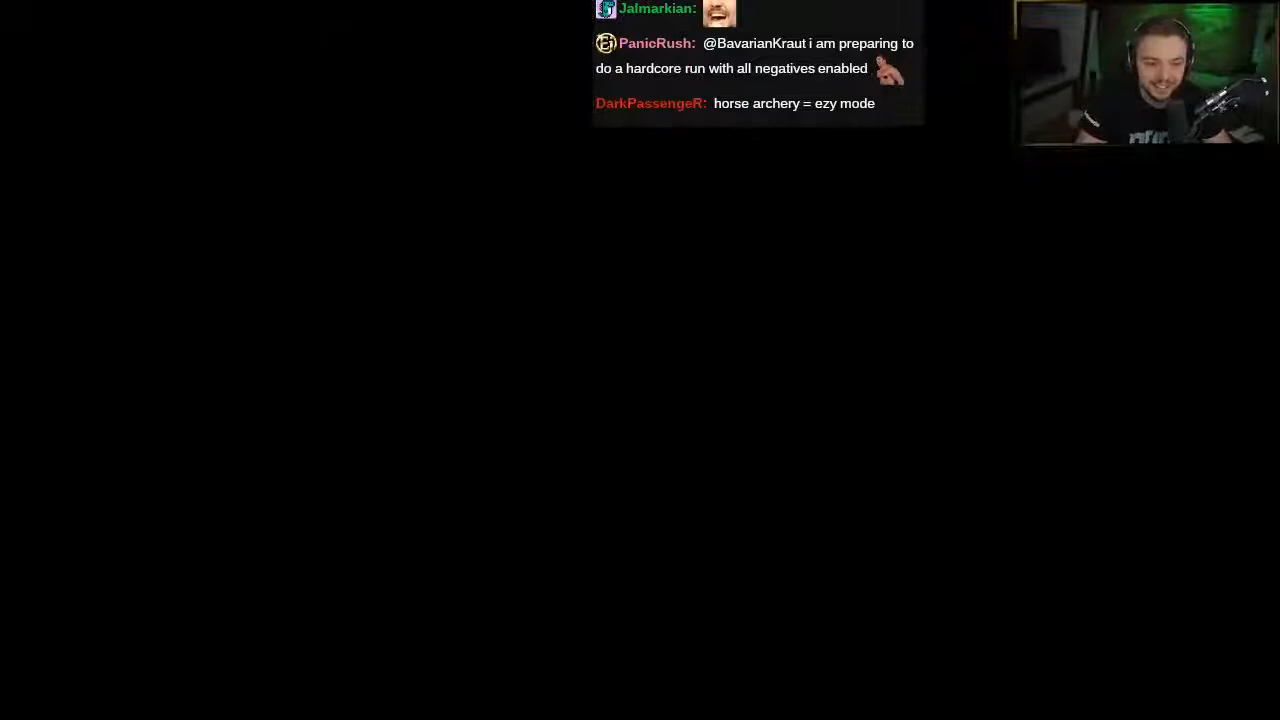 Jalmarkian:
PanicRush: @BavarianKraut i am preparing to
do a hardcore run with all negatives enabled
DarkPassengeR: horse archery = ezy mode